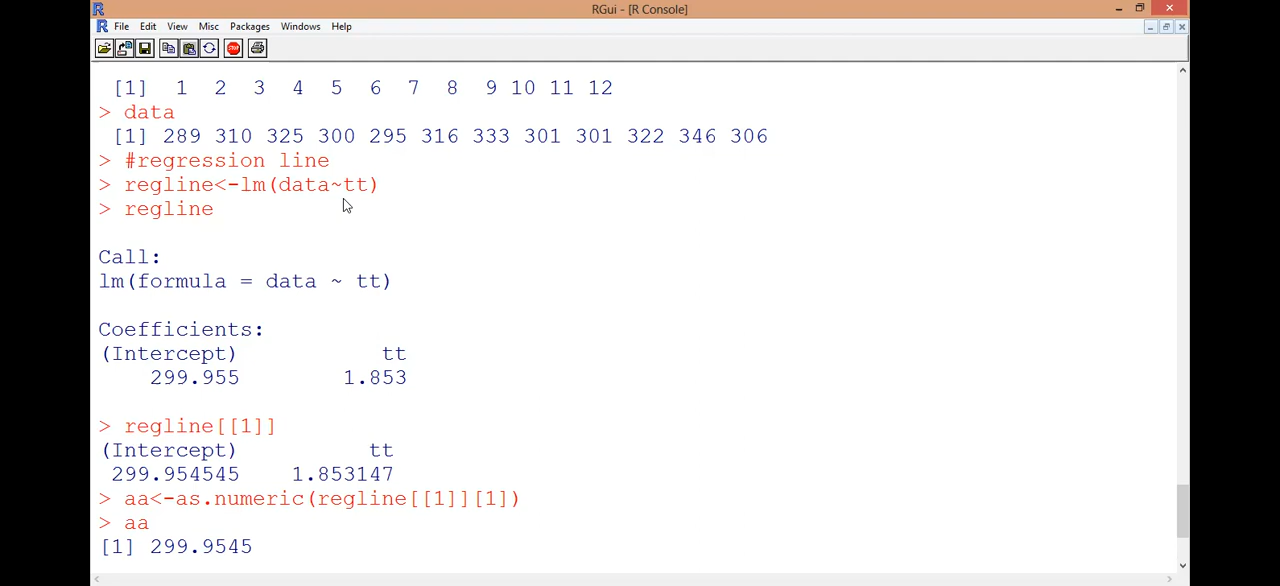 RGui - [R Console]
File Edit View Misc Packages Windows Help
STOP
[1] 1 2 3 4 5 6 7 8 9 10 11 12
> data
[1] 289 310 325 300 295 316 333 301 301 322 346 306
> #regression line
> regline<-lm(data~tt)
> regline
Call:
lm(formula = data ~ tt)
Coefficients:
(Intercept) tt
299.955 1.853
> regline[[1]]
(Intercept) tt
299.954545 1.853147
> aa<-as.numeric(regline[[1]][1])
> aa
[1] 299.9545